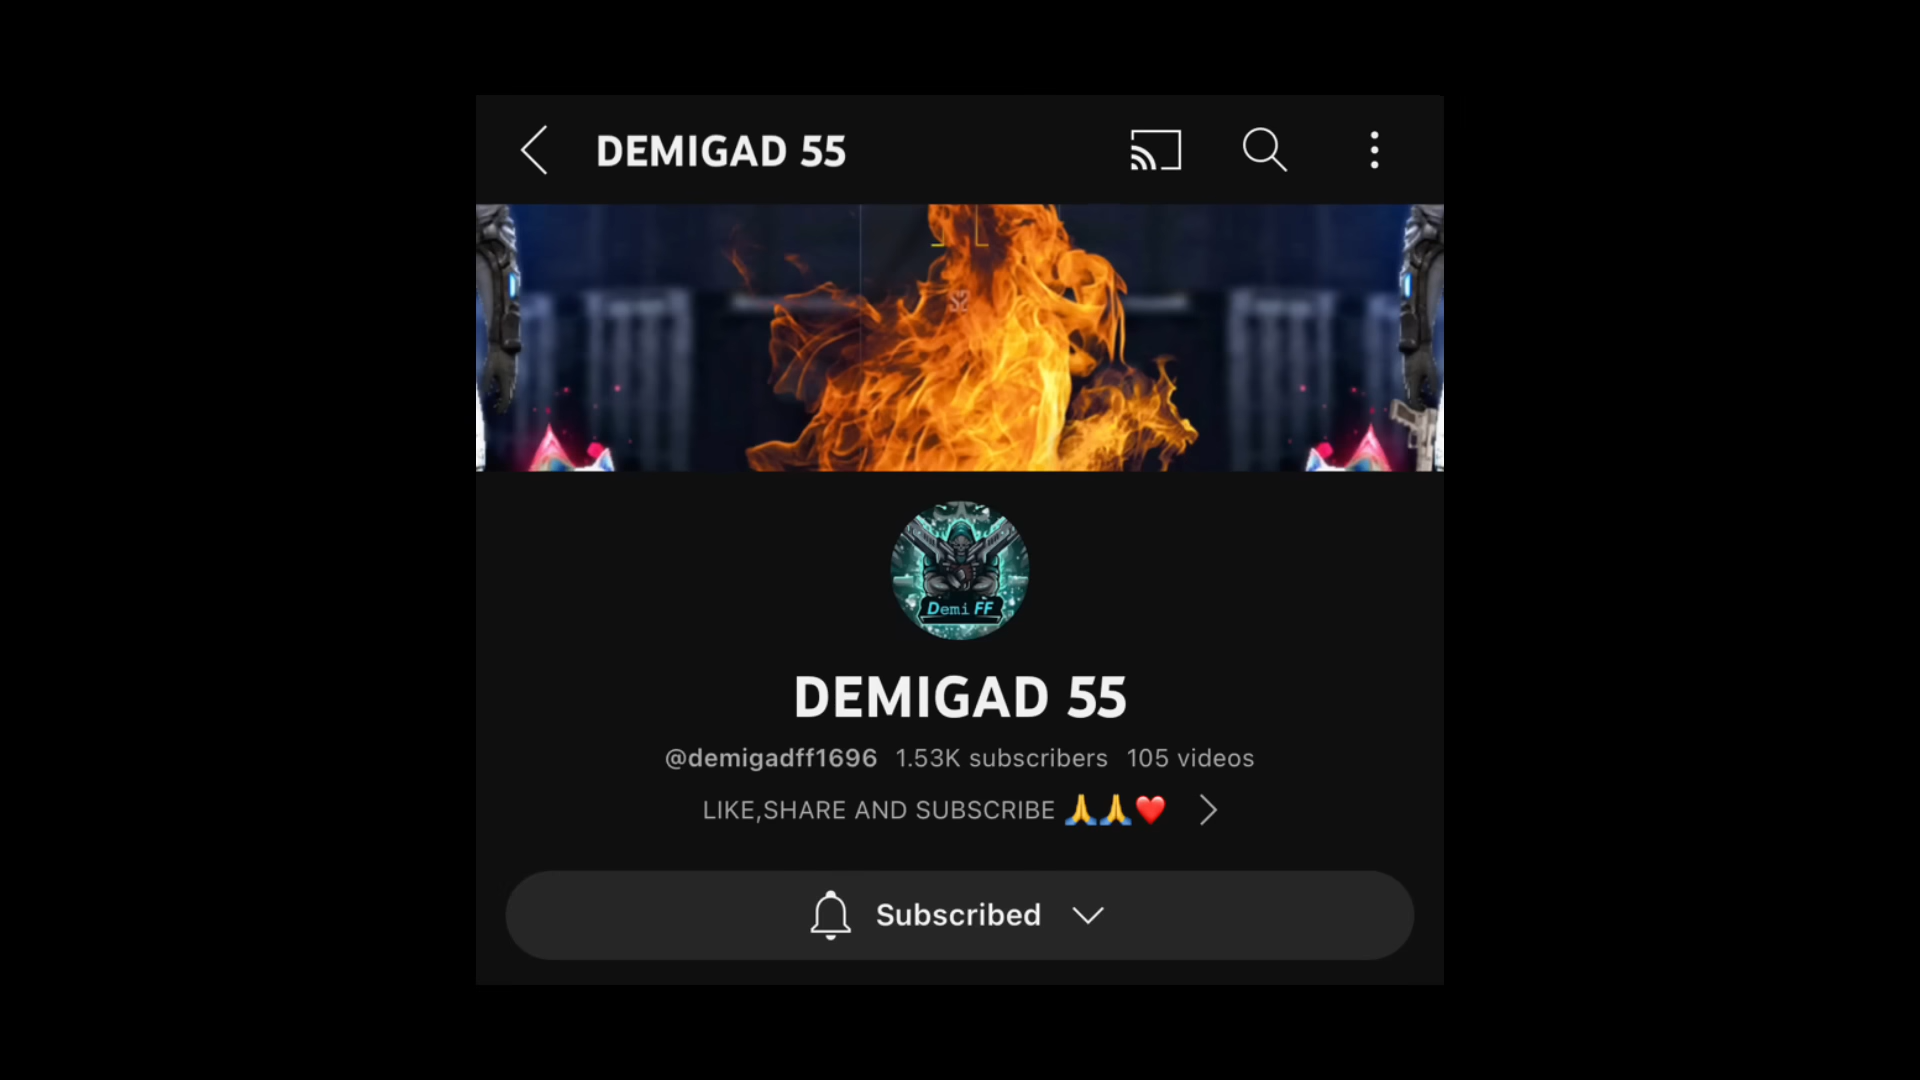 DEMIGAD 55
Demi FF
DEMIGAD 55
@demigadff1696 1.53K subscribers 105 videos
LIKE,SHARE AND SUBSCRIBE 🙏🙏❤️
Subscribed